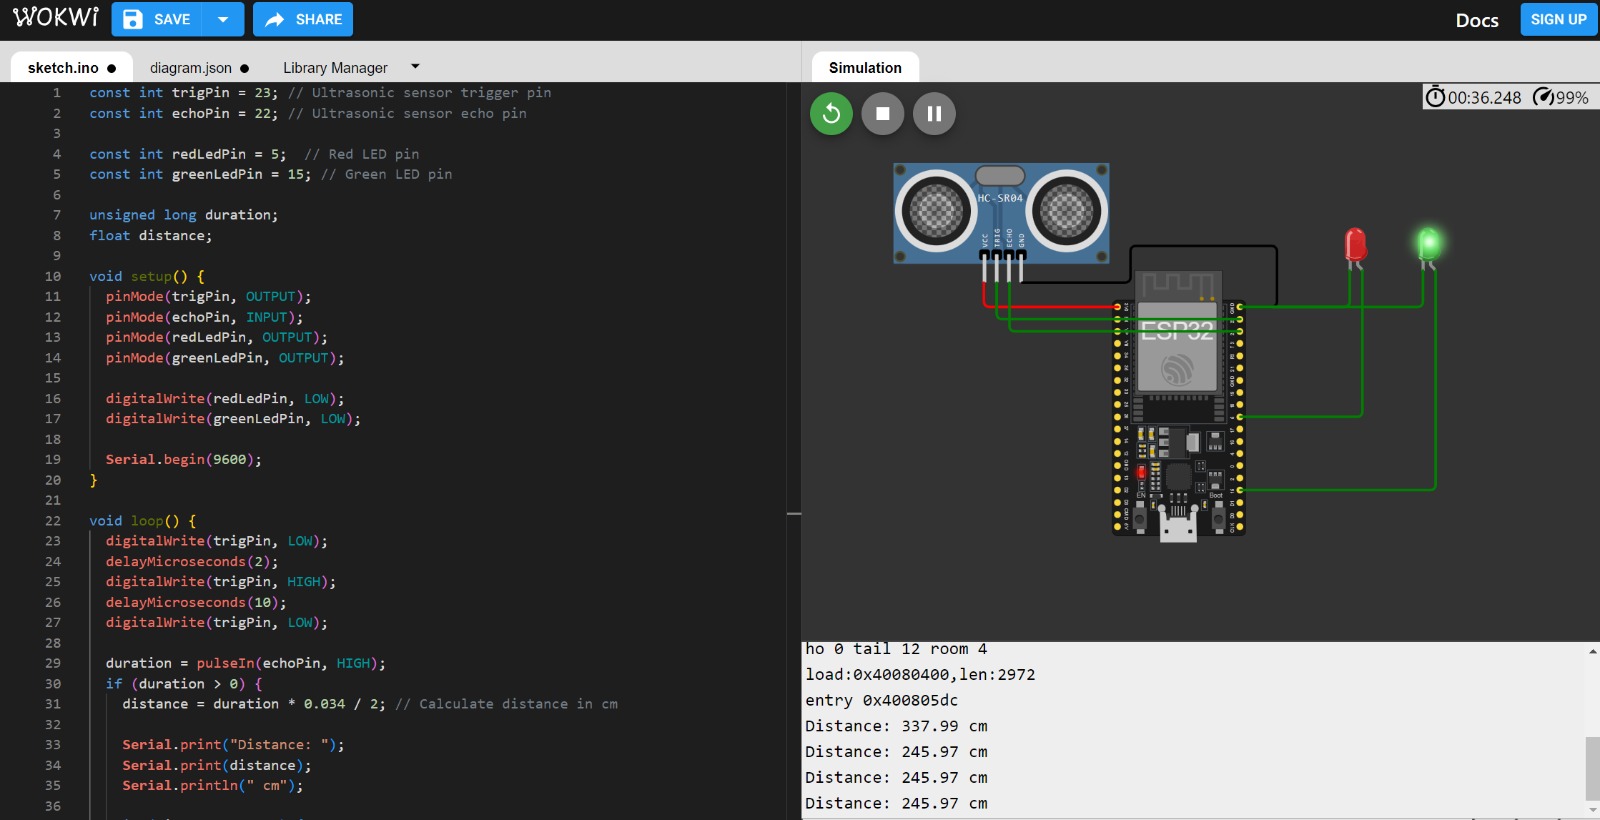 WOKWI SAVE SHARE Docs SIGN UP
sketch.ino ● diagram.json ● Library Manager
1 const int trigPin = 23; // Ultrasonic sensor trigger pin
2 const int echoPin = 22; // Ultrasonic sensor echo pin
3
4 const int redLedPin = 5;  // Red LED pin
5 const int greenLedPin = 15; // Green LED pin
6
7 unsigned long duration;
8 float distance;
9
10 void setup() {
11 pinMode(trigPin, OUTPUT);
12 pinMode(echoPin, INPUT);
13 pinMode(redLedPin, OUTPUT);
14 pinMode(greenLedPin, OUTPUT);
15
16 digitalWrite(redLedPin, LOW);
17 digitalWrite(greenLedPin, LOW);
18
19 Serial.begin(9600);
20 }
21
22 void loop() {
23 digitalWrite(trigPin, LOW);
24 delayMicroseconds(2);
25 digitalWrite(trigPin, HIGH);
26 delayMicroseconds(10);
27 digitalWrite(trigPin, LOW);
28
29 duration = pulseIn(echoPin, HIGH);
30 if (duration > 0) {
31 distance = duration * 0.034 / 2; // Calculate distance in cm
32
33 Serial.print("Distance: ");
34 Serial.print(distance);
35 Serial.println(" cm");
36
Simulation
00:36.248 99%
HC-SR04
VCC
TRIG
ECHO
GND
ESP32
EN
Boot
ho 0 tail 12 room 4
load:0x40080400,len:2972
entry 0x400805dc
Distance: 337.99 cm
Distance: 245.97 cm
Distance: 245.97 cm
Distance: 245.97 cm